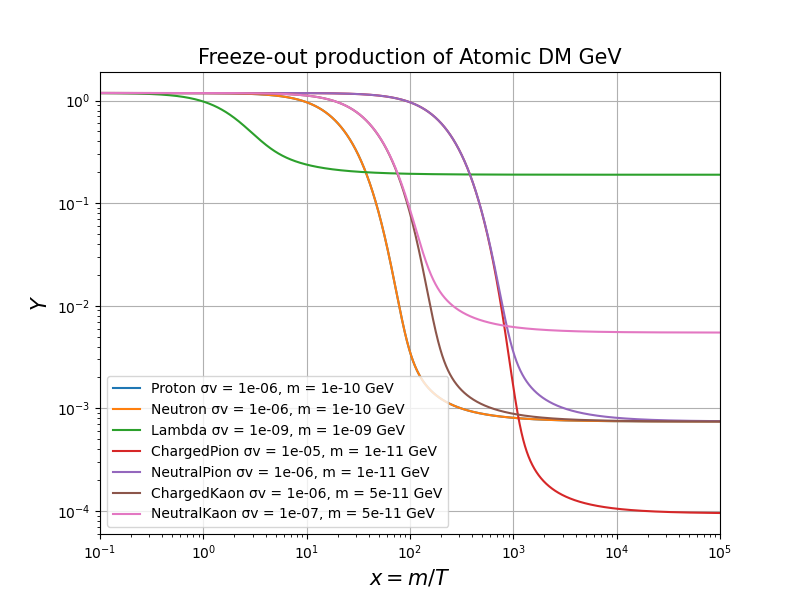 Freeze-out production of Atomic DM GeV
Y
10⁰
10⁻¹
10⁻²
10⁻³
10⁻⁴
Proton σv = 1e-06, m = 1e-10 GeV
Neutron σv = 1e-06, m = 1e-10 GeV
Lambda σv = 1e-09, m = 1e-09 GeV
ChargedPion σv = 1e-05, m = 1e-11 GeV
NeutralPion σv = 1e-06, m = 1e-11 GeV
ChargedKaon σv = 1e-06, m = 5e-11 GeV
NeutralKaon σv = 1e-07, m = 5e-11 GeV
10⁻¹ 10⁰ 10¹ 10² 10³ 10⁴ 10⁵
x = m/T